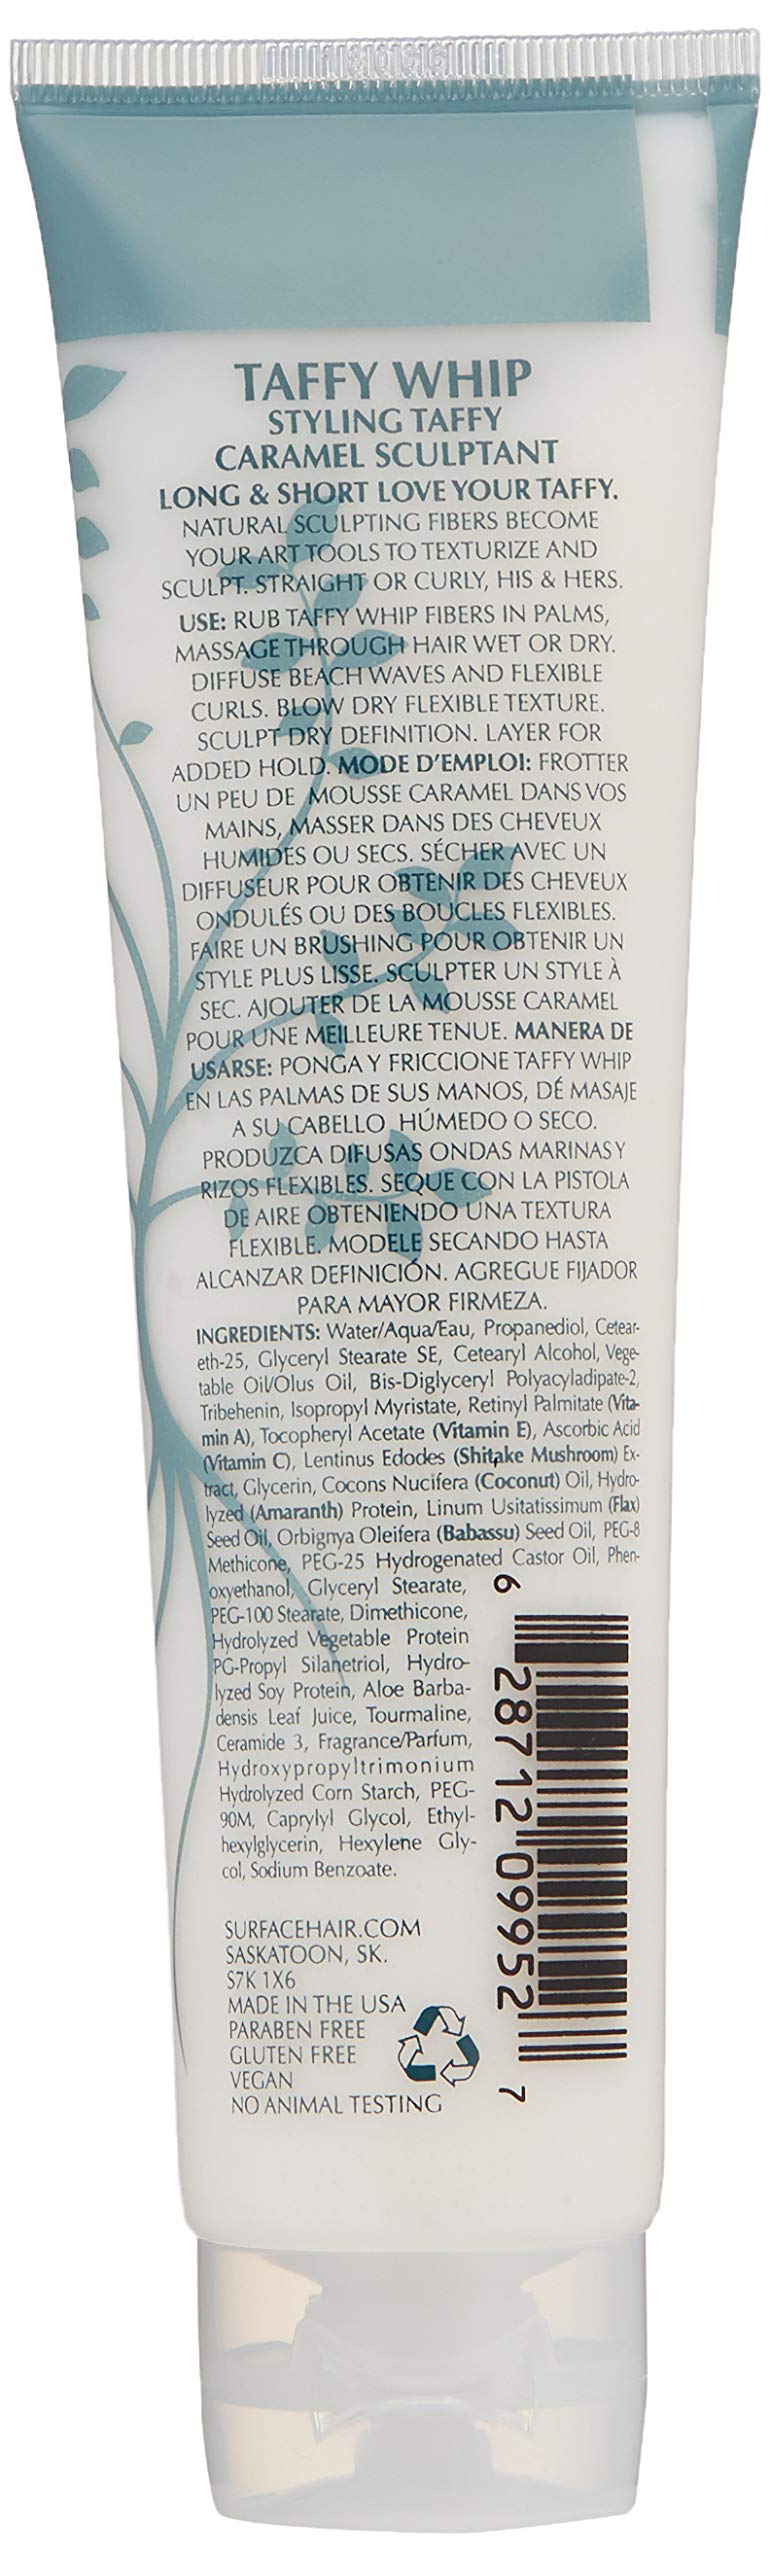 TAFFY WHIP
STYLING TAFFY
CARAMEL SCULPTANT
LONG & SHORT LOVE YOUR TAFFY.
NATURAL SCULPTING FIBERS BECOME
YOUR ART TOOLS TO TEXTURIZE AND
SCULPT. STRAIGHT OR CURLY, HIS & HERS.
USE: RUB TAFFY WHIP FIBERS IN PALMS,
MASSAGE THROUGH HAIR WET OR DRY.
DIFFUSE BEACH WAVES AND FLEXIBLE
CURLS. BLOW DRY FLEXIBLE TEXTURE.
SCULPT DRY DEFINITION. LAYER FOR
ADDED HOLD. MODE D'EMPLOI: FROTTER
UN PEU DE MOUSSE CARAMEL DANS VOS
MAINS, MASSER DANS DES CHEVEUX
HUMIDES OU SECS. SÉCHER AVEC UN
DIFFUSEUR POUR OBTENIR DES CHEVEUX
ONDULÉS OU DES BOUCLES FLEXIBLES.
FAIRE UN BRUSHING POUR OBTENIR UN
STYLE PLUS LISSE. SCULPTER UN STYLE À
SEC. AJOUTER DE LA MOUSSE CARAMEL
POUR UNE MEILLEURE TENUE. MANERA DE
USARSE: PONGA Y FRICCIONE TAFFY WHIP
EN LAS PALMAS DE SUS MANOS, DÉ MASAJE
A SU CABELLO HÚMEDO O SECO.
PRODUZCA DIFUSAS ONDAS MARINAS Y
RIZOS FLEXIBLES. SEQUE CON LA PISTOLA
DE AIRE OBTENIENDO UNA TEXTURA
FLEXIBLE. MODELE SECANDO HASTA
ALCANZAR DEFINICIÓN. AGREGUE FIJADOR
PARA MAYOR FIRMEZA.
INGREDIENTS: Water/Aqua/Eau, Propanediol, Cetear-
eth-25, Glyceryl Stearate SE, Cetearyl Alcohol, Vege-
table Oil/Olus Oil, Bis-Diglyceryl Polyacyladipate-2,
Tribehenin, Isopropyl Myristate, Retinyl Palmitate (Vita-
min A), Tocopheryl Acetate (Vitamin E), Ascorbic Acid
(Vitamin C), Lentinus Edodes (Shitake Mushroom) Ex-
tract, Glycerin, Cocons Nucifera (Coconut) Oil, Hydro-
lyzed (Amaranth) Protein, Linum Usitatissimum (Flax)
Seed Oil, Orbignya Oleifera (Babassu) Seed Oil, PEG-8
Methicone, PEG-25 Hydrogenated Castor Oil, Phen-
oxyethanol, Glyceryl Stearate,
PEG-100 Stearate, Dimethicone,
Hydrolyzed Vegetable Protein
PG-Propyl Silanetriol, Hydro-
lyzed Soy Protein, Aloe Barba-
densis Leaf Juice, Tourmaline,
Ceramide 3, Fragrance/Parfum,
Hydroxypropyltrimonium
Hydrolyzed Corn Starch, PEG-
90M, Caprylyl Glycol, Ethyl-
hexylglycerin, Hexylene Gly-
col, Sodium Benzoate.
6 28712 09952 7
SURFACEHAIR.COM
SASKATOON, SK.
S7K 1X6
MADE IN THE USA
PARABEN FREE
GLUTEN FREE
VEGAN
NO ANIMAL TESTING